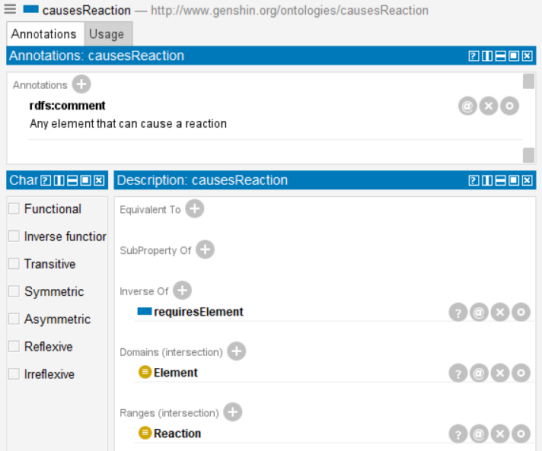 causesReaction — http://www.genshin.org/ontologies/causesReaction
Annotations Usage
Annotations: causesReaction
Annotations
rdfs:comment
Any element that can cause a reaction
Char
Description: causesReaction
Functional
Inverse function
Transitive
Symmetric
Asymmetric
Reflexive
Irreflexive
Equivalent To
SubProperty Of
Inverse Of
requiresElement
Domains (intersection)
Element
Ranges (intersection)
Reaction